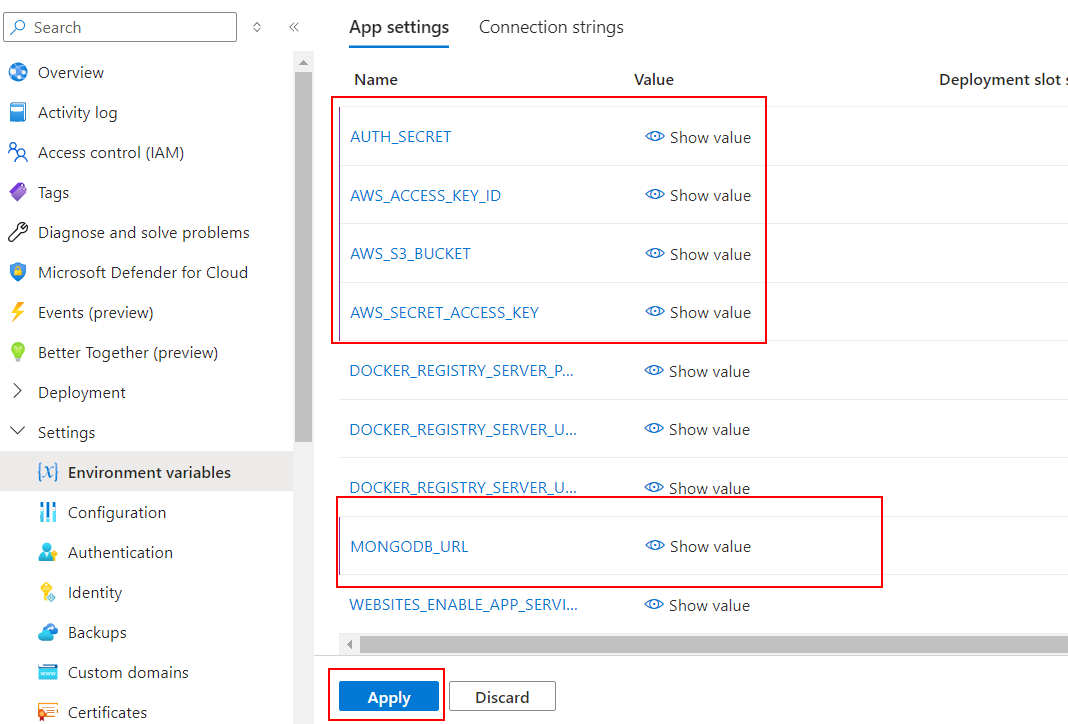 Search
Overview
Activity log
Access control (IAM)
Tags
Diagnose and solve problems
Microsoft Defender for Cloud
Events (preview)
Better Together (preview)
Deployment
Settings
Environment variables
Configuration
Authentication
Identity
Backups
Custom domains
Certificates
App settings Connection strings
Name Value Deployment slot s
AUTH_SECRET Show value
AWS_ACCESS_KEY_ID Show value
AWS_S3_BUCKET Show value
AWS_SECRET_ACCESS_KEY Show value
DOCKER_REGISTRY_SERVER_P... Show value
DOCKER_REGISTRY_SERVER_U... Show value
DOCKER_REGISTRY_SERVER_U... Show value
MONGODB_URL Show value
WEBSITES_ENABLE_APP_SERVI... Show value
Apply Discard